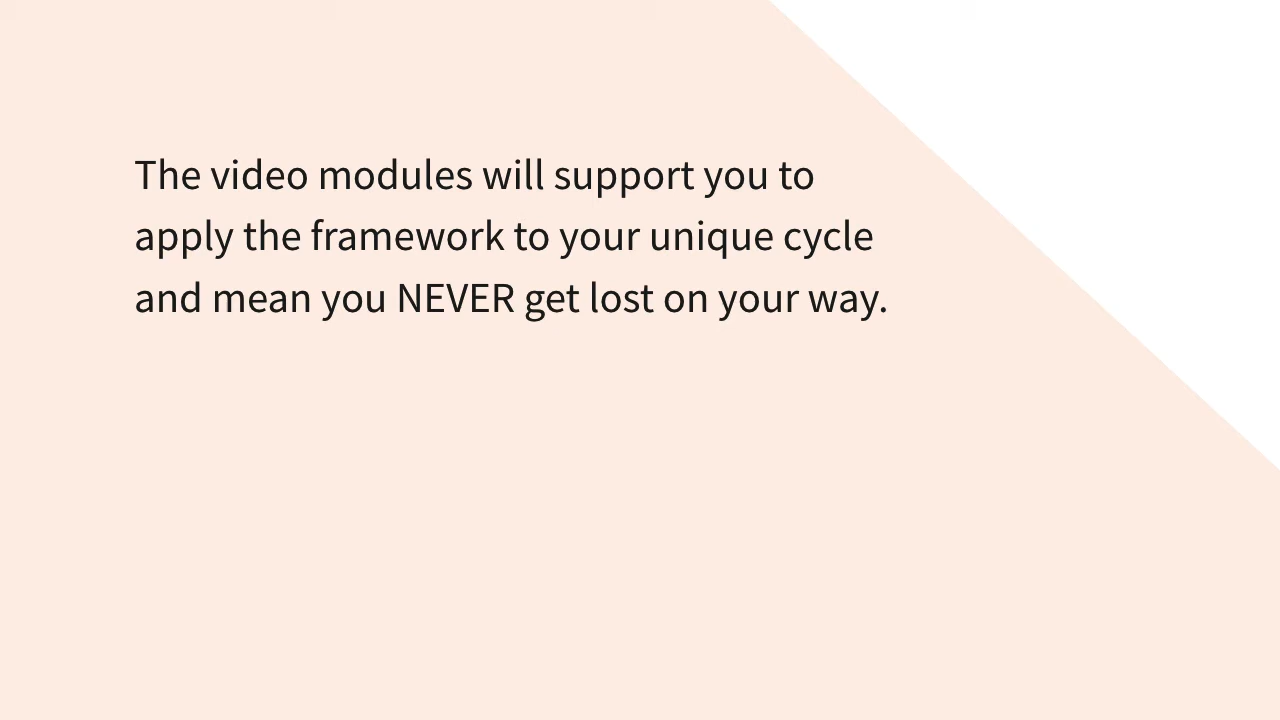 The video modules will support you to
apply the framework to your unique cycle
and mean you NEVER get lost on your way.